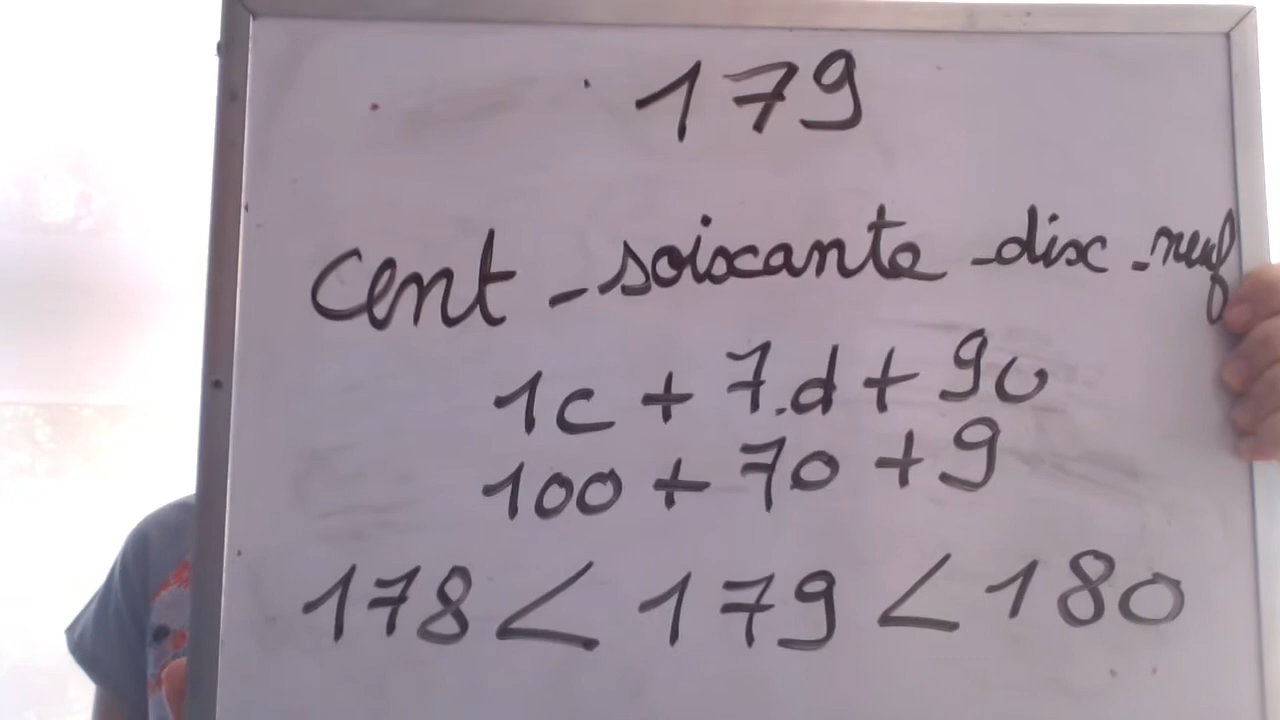 179
cent-soixante-dix-neuf
1c + 7d + 9u
100 + 70 + 9
178 < 179 < 180